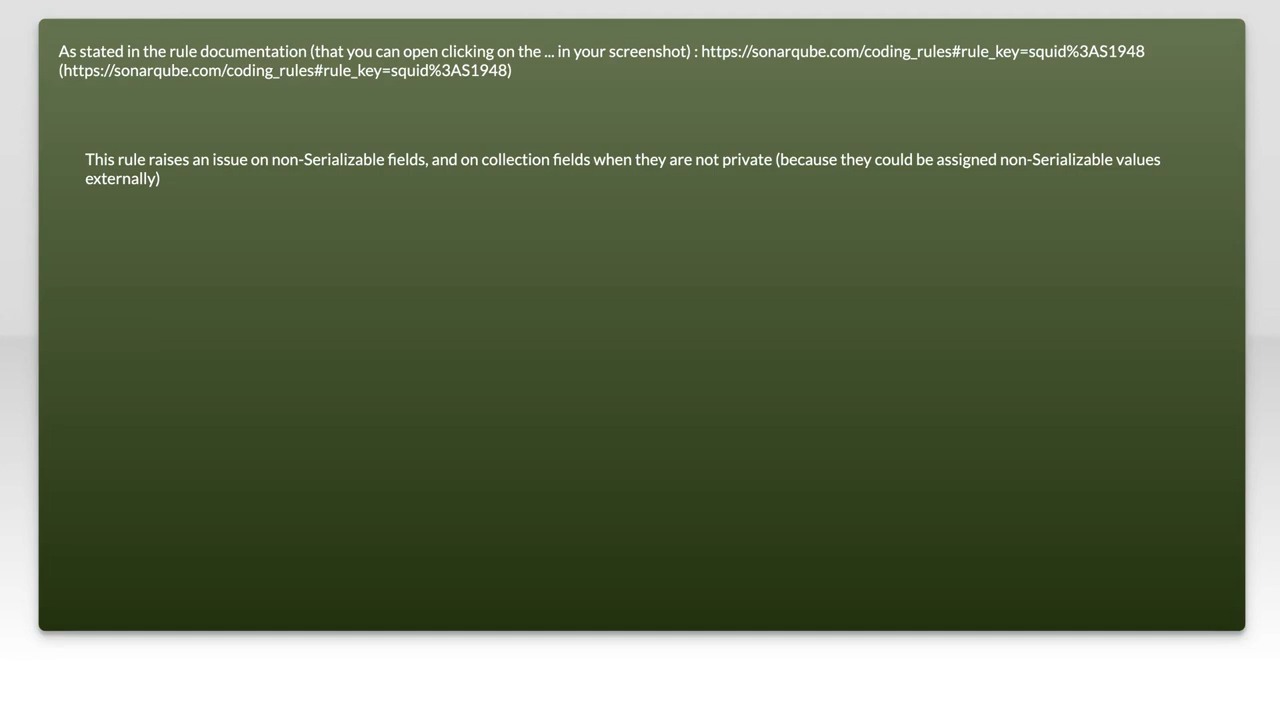 As stated in the rule documentation (that you can open clicking on the ... in your screenshot) : https://sonarqube.com/coding_rules#rule_key=squid%3AS1948
(https://sonarqube.com/coding_rules#rule_key=squid%3AS1948)
This rule raises an issue on non-Serializable fields, and on collection fields when they are not private (because they could be assigned non-Serializable values
externally)